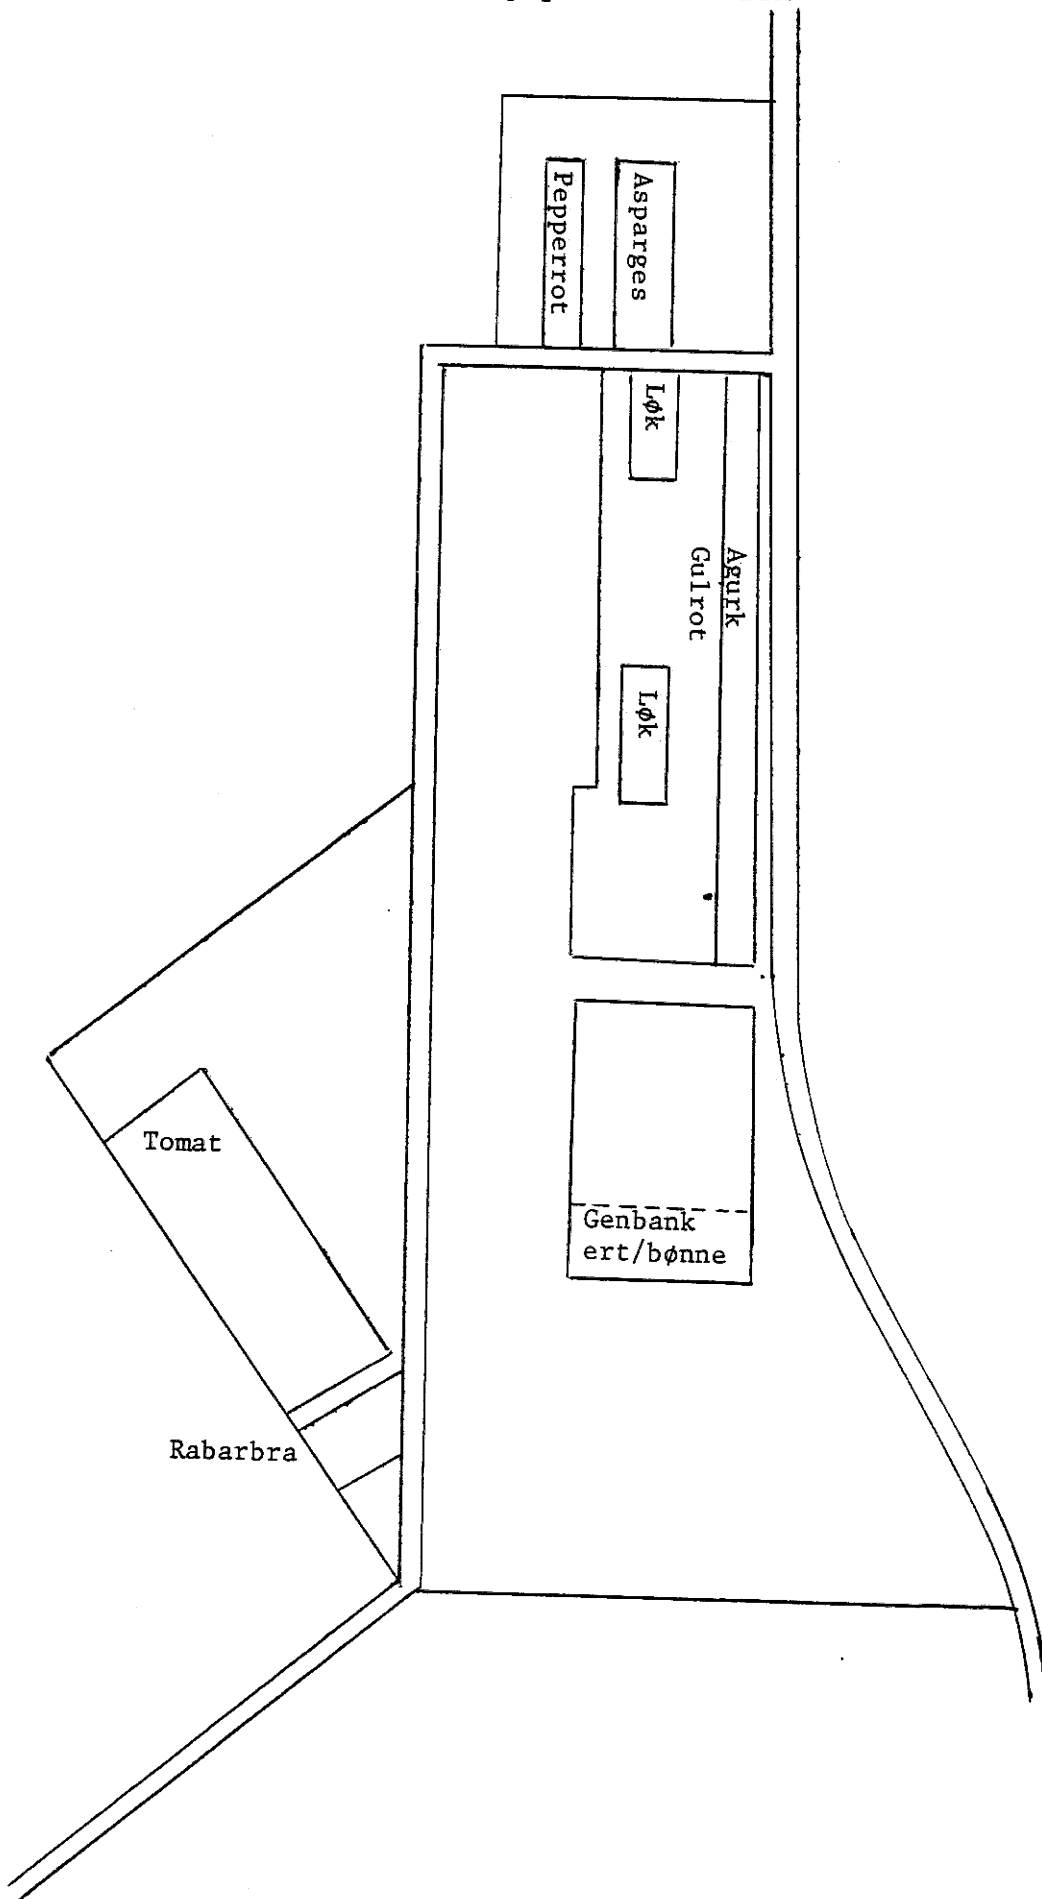 Pepperrot
Asparges
Løk
Agurk
Gulrot
Løk
Tomat
Genbank
ert/bønne
Rabarbra